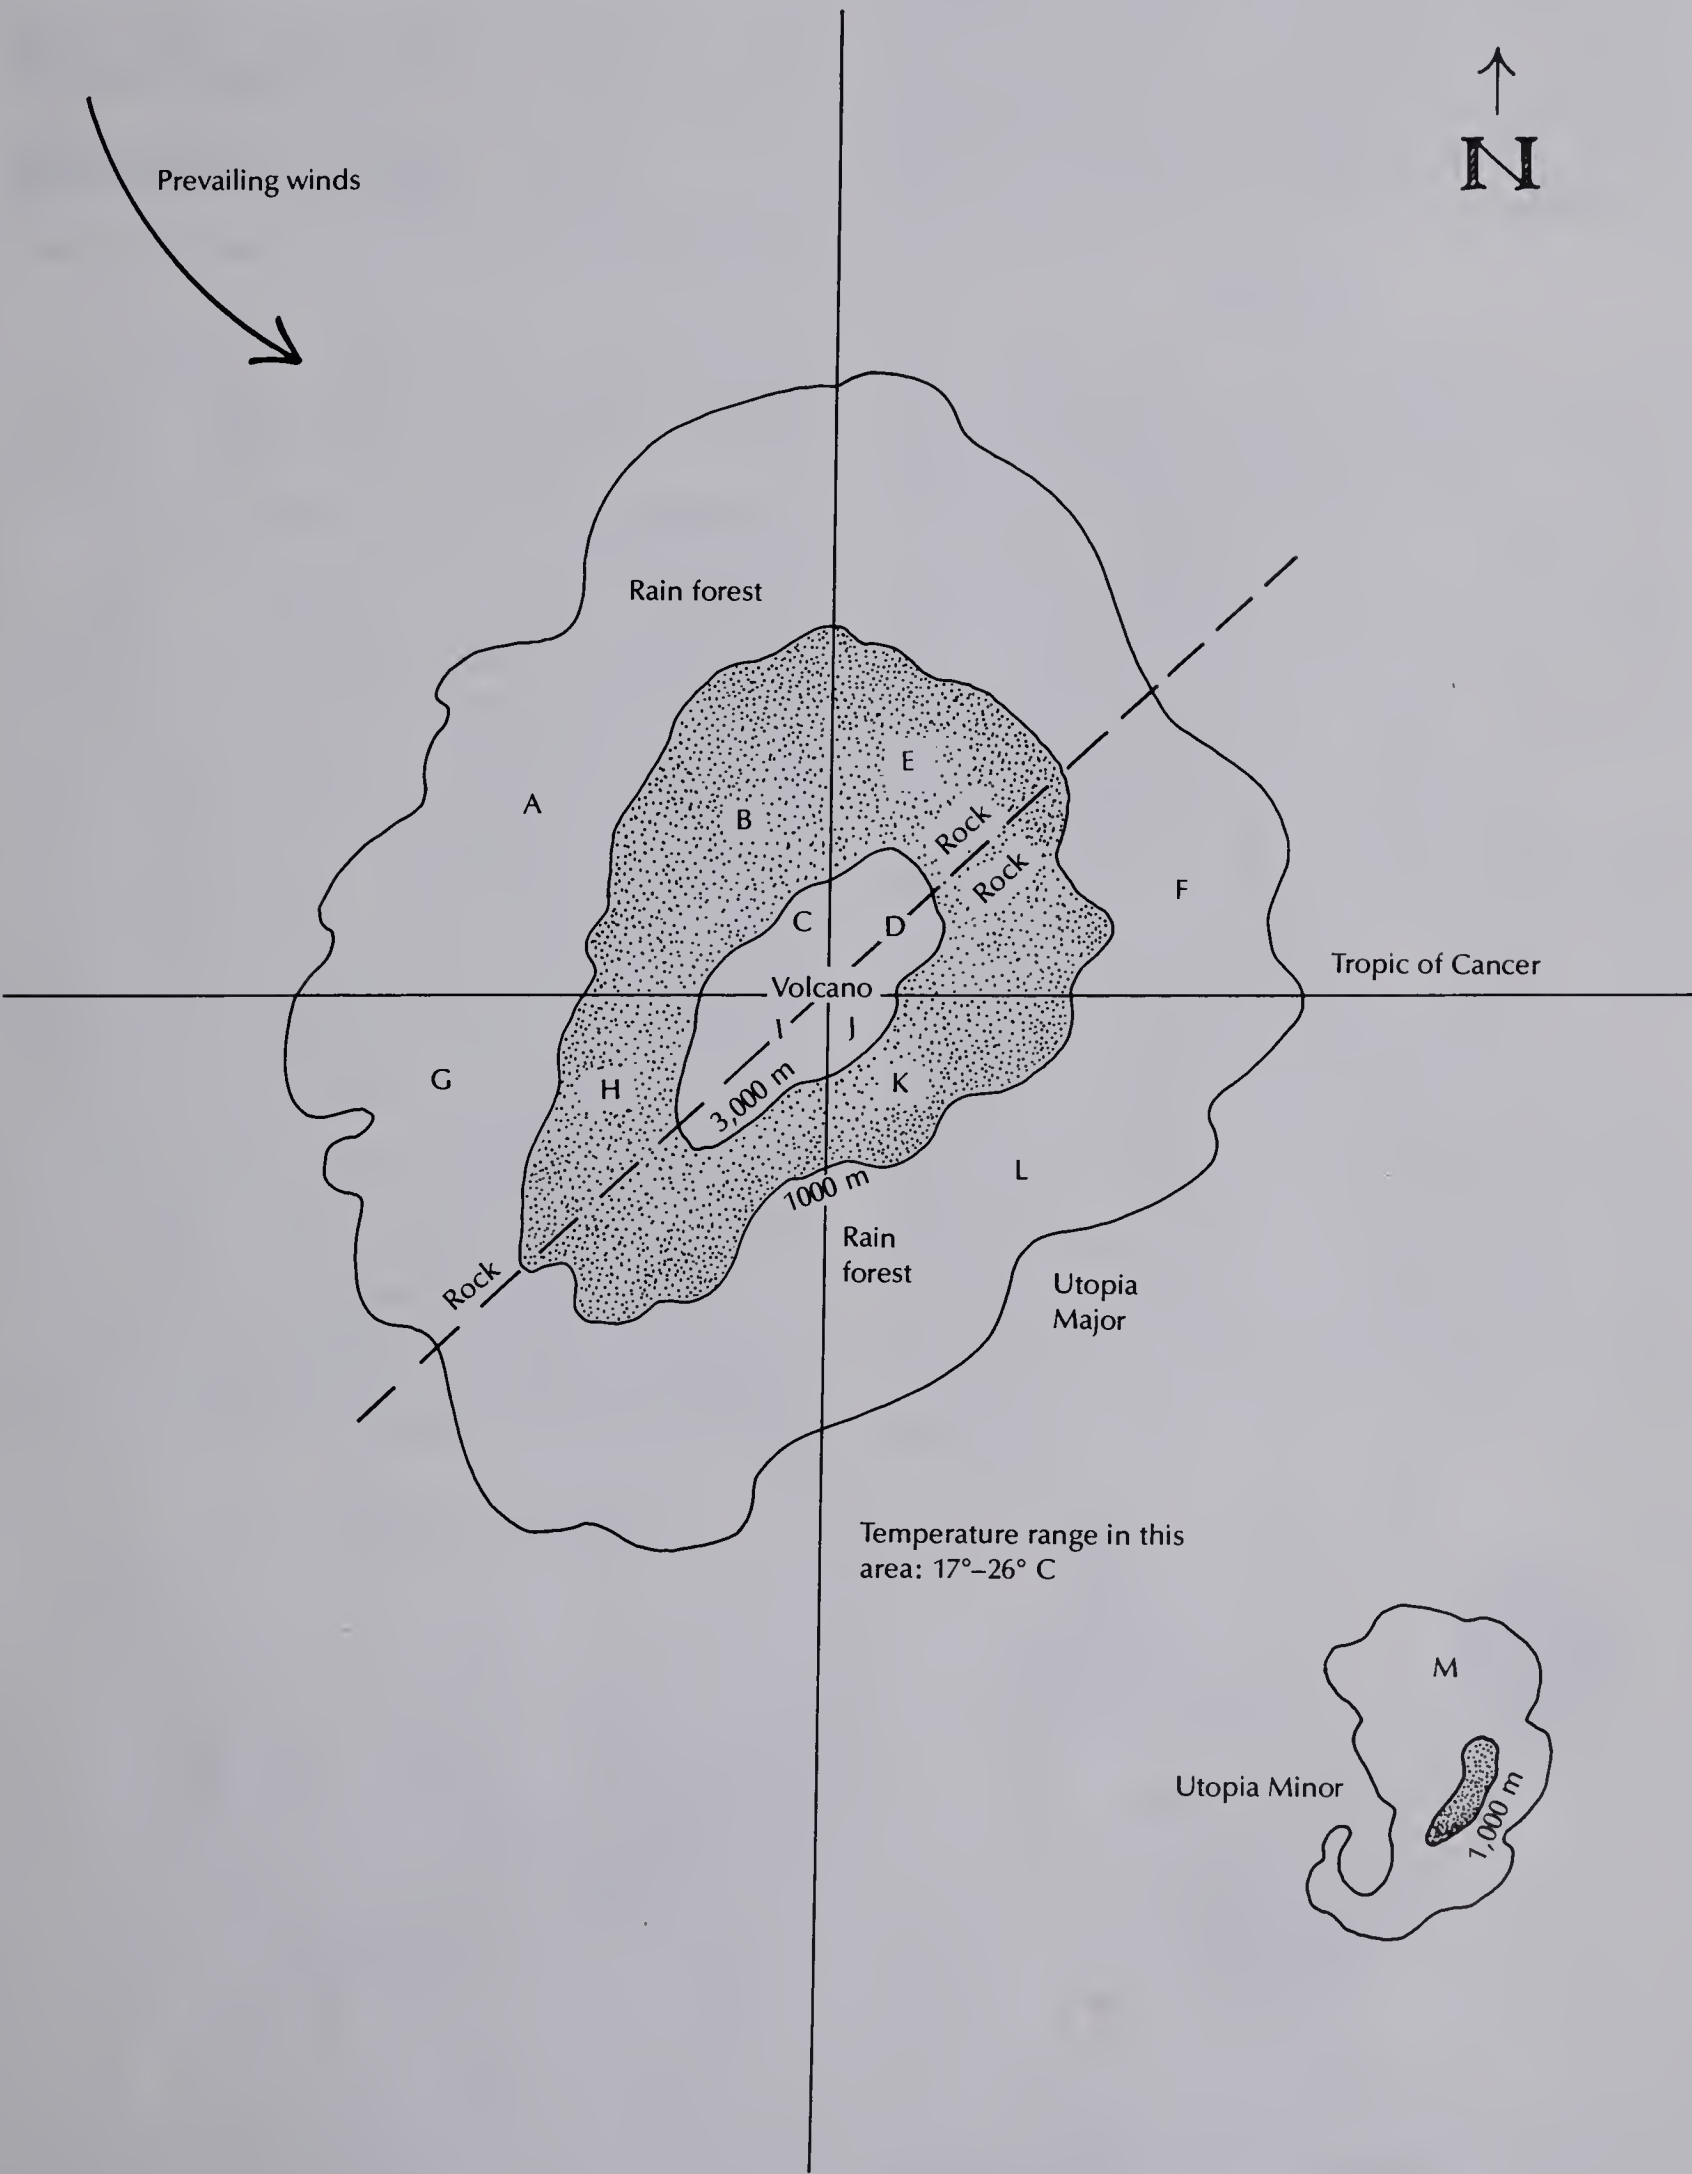 N
Prevailing winds
Rain forest
E
A
B
Rock
Rock
F
C
D
Tropic of Cancer
Volcano
I
J
G
H
K
3,000 m
L
1000 m
Rain
forest
Rock
Utopia
Major
Temperature range in this
area: 17°–26° C
M
Utopia Minor
1,000 m